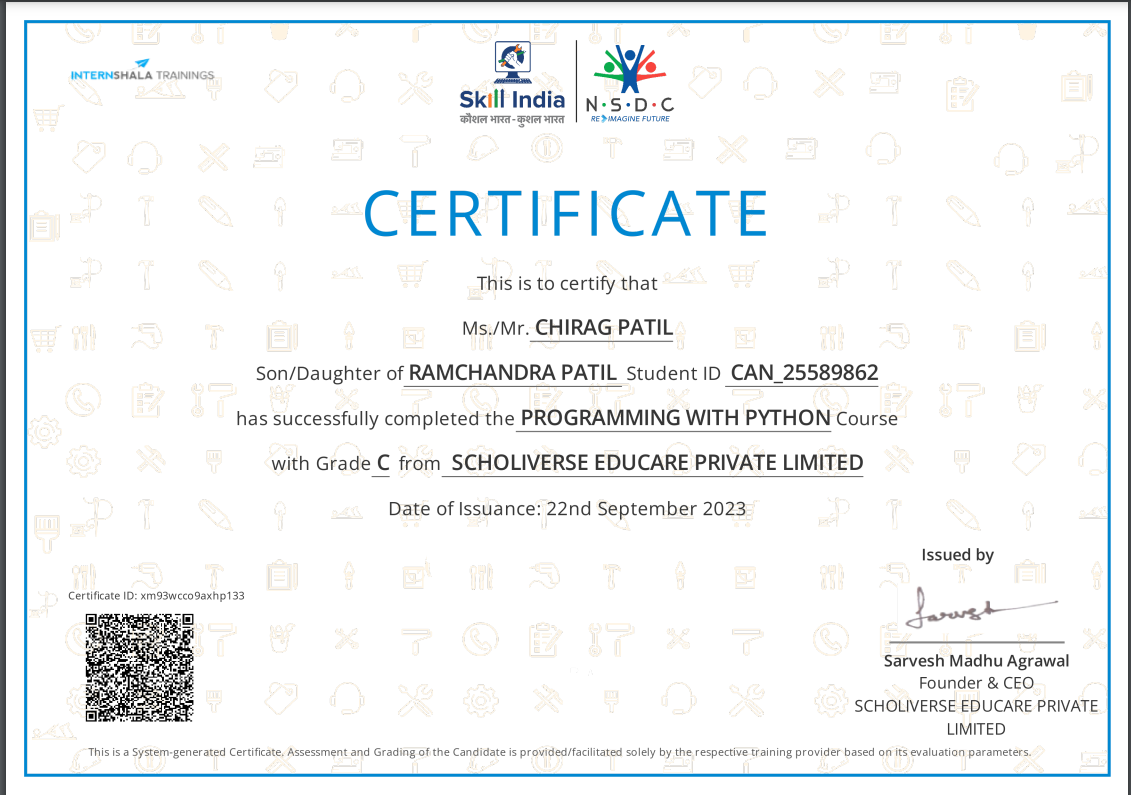 INTERNSHALA TRAININGS
Skill India
कौशल भारत - कुशल भारत
N·S·D·C
RE IMAGINE FUTURE
CERTIFICATE
This is to certify that
Ms./Mr. CHIRAG PATIL
Son/Daughter of RAMCHANDRA PATIL Student ID CAN_25589862
has successfully completed the PROGRAMMING WITH PYTHON Course
with Grade C from SCHOLIVERSE EDUCARE PRIVATE LIMITED
Date of Issuance: 22nd September 2023
Issued by
Certificate ID: xm93wcco9axhp133
Sarvesh Madhu Agrawal
Founder & CEO
SCHOLIVERSE EDUCARE PRIVATE
LIMITED
This is a System-generated Certificate. Assessment and Grading of the Candidate is provided/facilitated solely by the respective training provider based on its evaluation parameters.